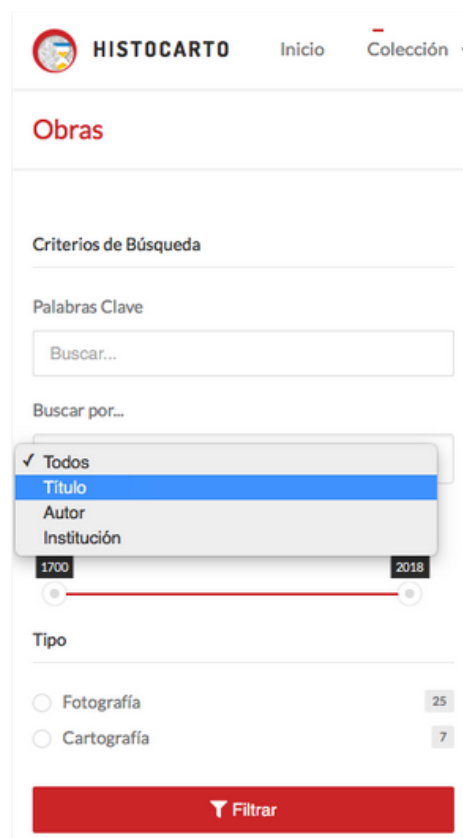 HISTOCARTO Inicio Colección
Obras
Criterios de Búsqueda
Palabras Clave
Buscar...
Buscar por...
✓ Todos
Título
Autor
Institución
1700 2018
Tipo
Fotografía 25
Cartografía 7
Filtrar